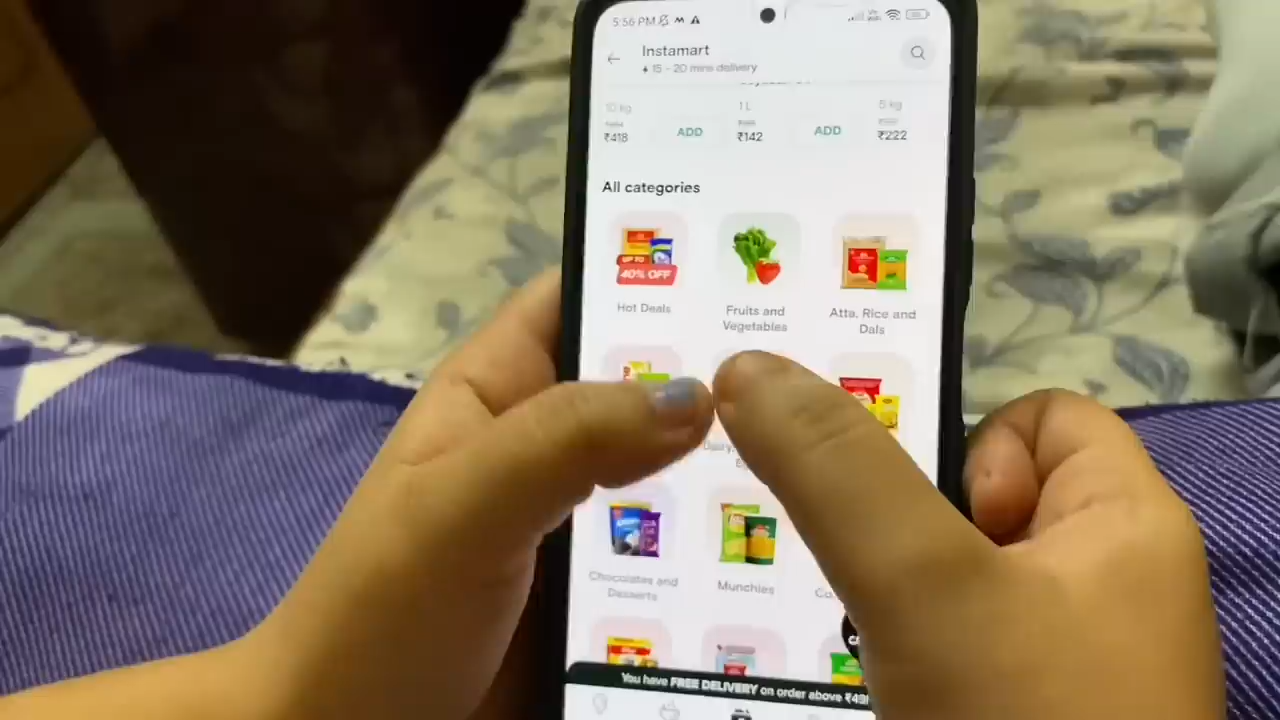 5:56 PM
Instamart
15 - 20 mins delivery
10 kg
1 L
5 kg
₹418
ADD
₹142
ADD
₹222
All categories
UP TO
40% OFF
Hot Deals
Fruits and
Vegetables
Atta, Rice and
Dals
Dairy,
Chocolates and
Desserts
Munchies
You have FREE DELIVERY on order above